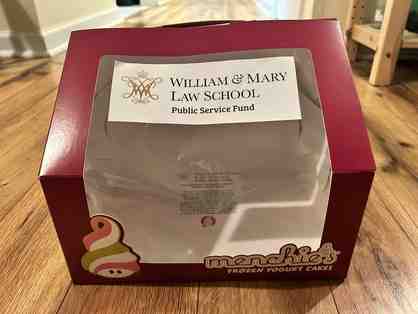 WILLIAM & MARY
LAW SCHOOL
Public Service Fund
menchie's
FROZEN YOGURT CAKES